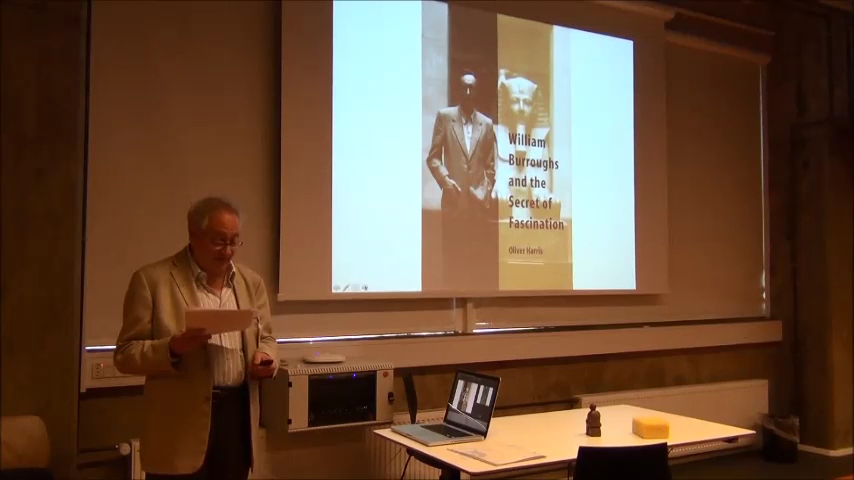 William
Burroughs
and the
Secret of
Fascination
Oliver Harris